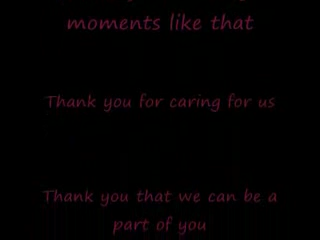 moments like that
Thank you for caring for us
Thank you that we can be a
part of you